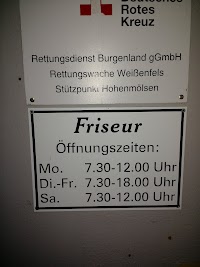 Deutsches
Rotes
Kreuz
Rettungsdienst Burgenland gGmbH
Rettungswache Weißenfels
Stützpunkt Hohenmölsen
Friseur
Öffnungszeiten:
Mo. 7.30-12.00 Uhr
Di.-Fr. 7.30-18.00 Uhr
Sa. 7.30-12.00 Uhr